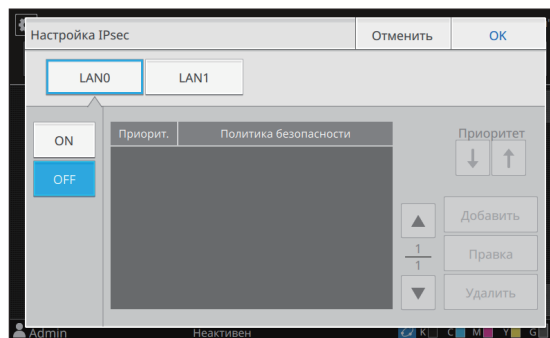 Настройка IPsec
Отменить
OK
LAN0
LAN1
ON
OFF
Приорит.
Политика безопасности
Приоритет
1
1
Добавить
Правка
Удалить
Admin
Неактивен
K C M Y G